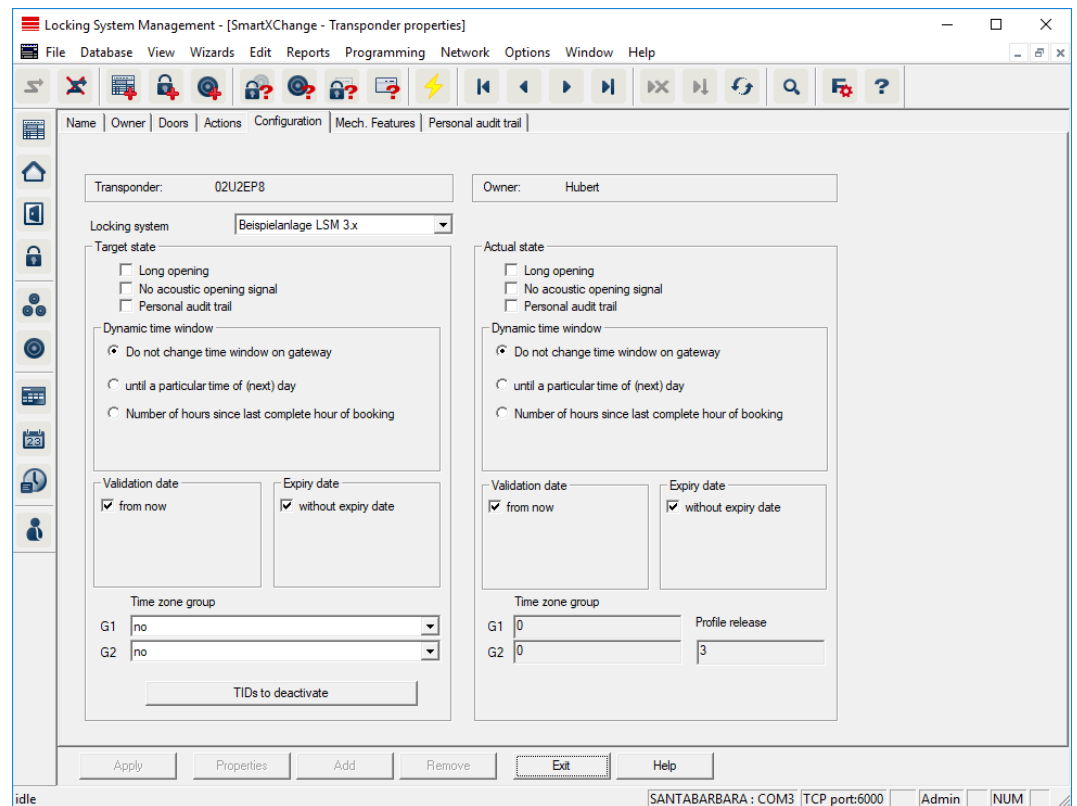 Locking System Management - [SmartXChange - Transponder properties]
File Database View Wizards Edit Reports Programming Network Options Window Help
Name Owner Doors Actions Configuration Mech. Features Personal audit trail
Transponder: 02U2EP8 Owner: Hubert
Locking system Beispielanlage LSM 3.x
Target state Actual state
Long opening Long opening
No acoustic opening signal No acoustic opening signal
Personal audit trail Personal audit trail
Dynamic time window Dynamic time window
Do not change time window on gateway Do not change time window on gateway
until a particular time of (next) day until a particular time of (next) day
Number of hours since last complete hour of booking Number of hours since last complete hour of booking
Validation date Expiry date Validation date Expiry date
from now without expiry date from now without expiry date
Time zone group Time zone group
G1 no G1 0 Profile release
G2 no G2 0 3
TIDs to deactivate
Apply Properties Add Remove Exit Help
idle SANTABARBARA : COM3 TCP port:6000 Admin NUM
23